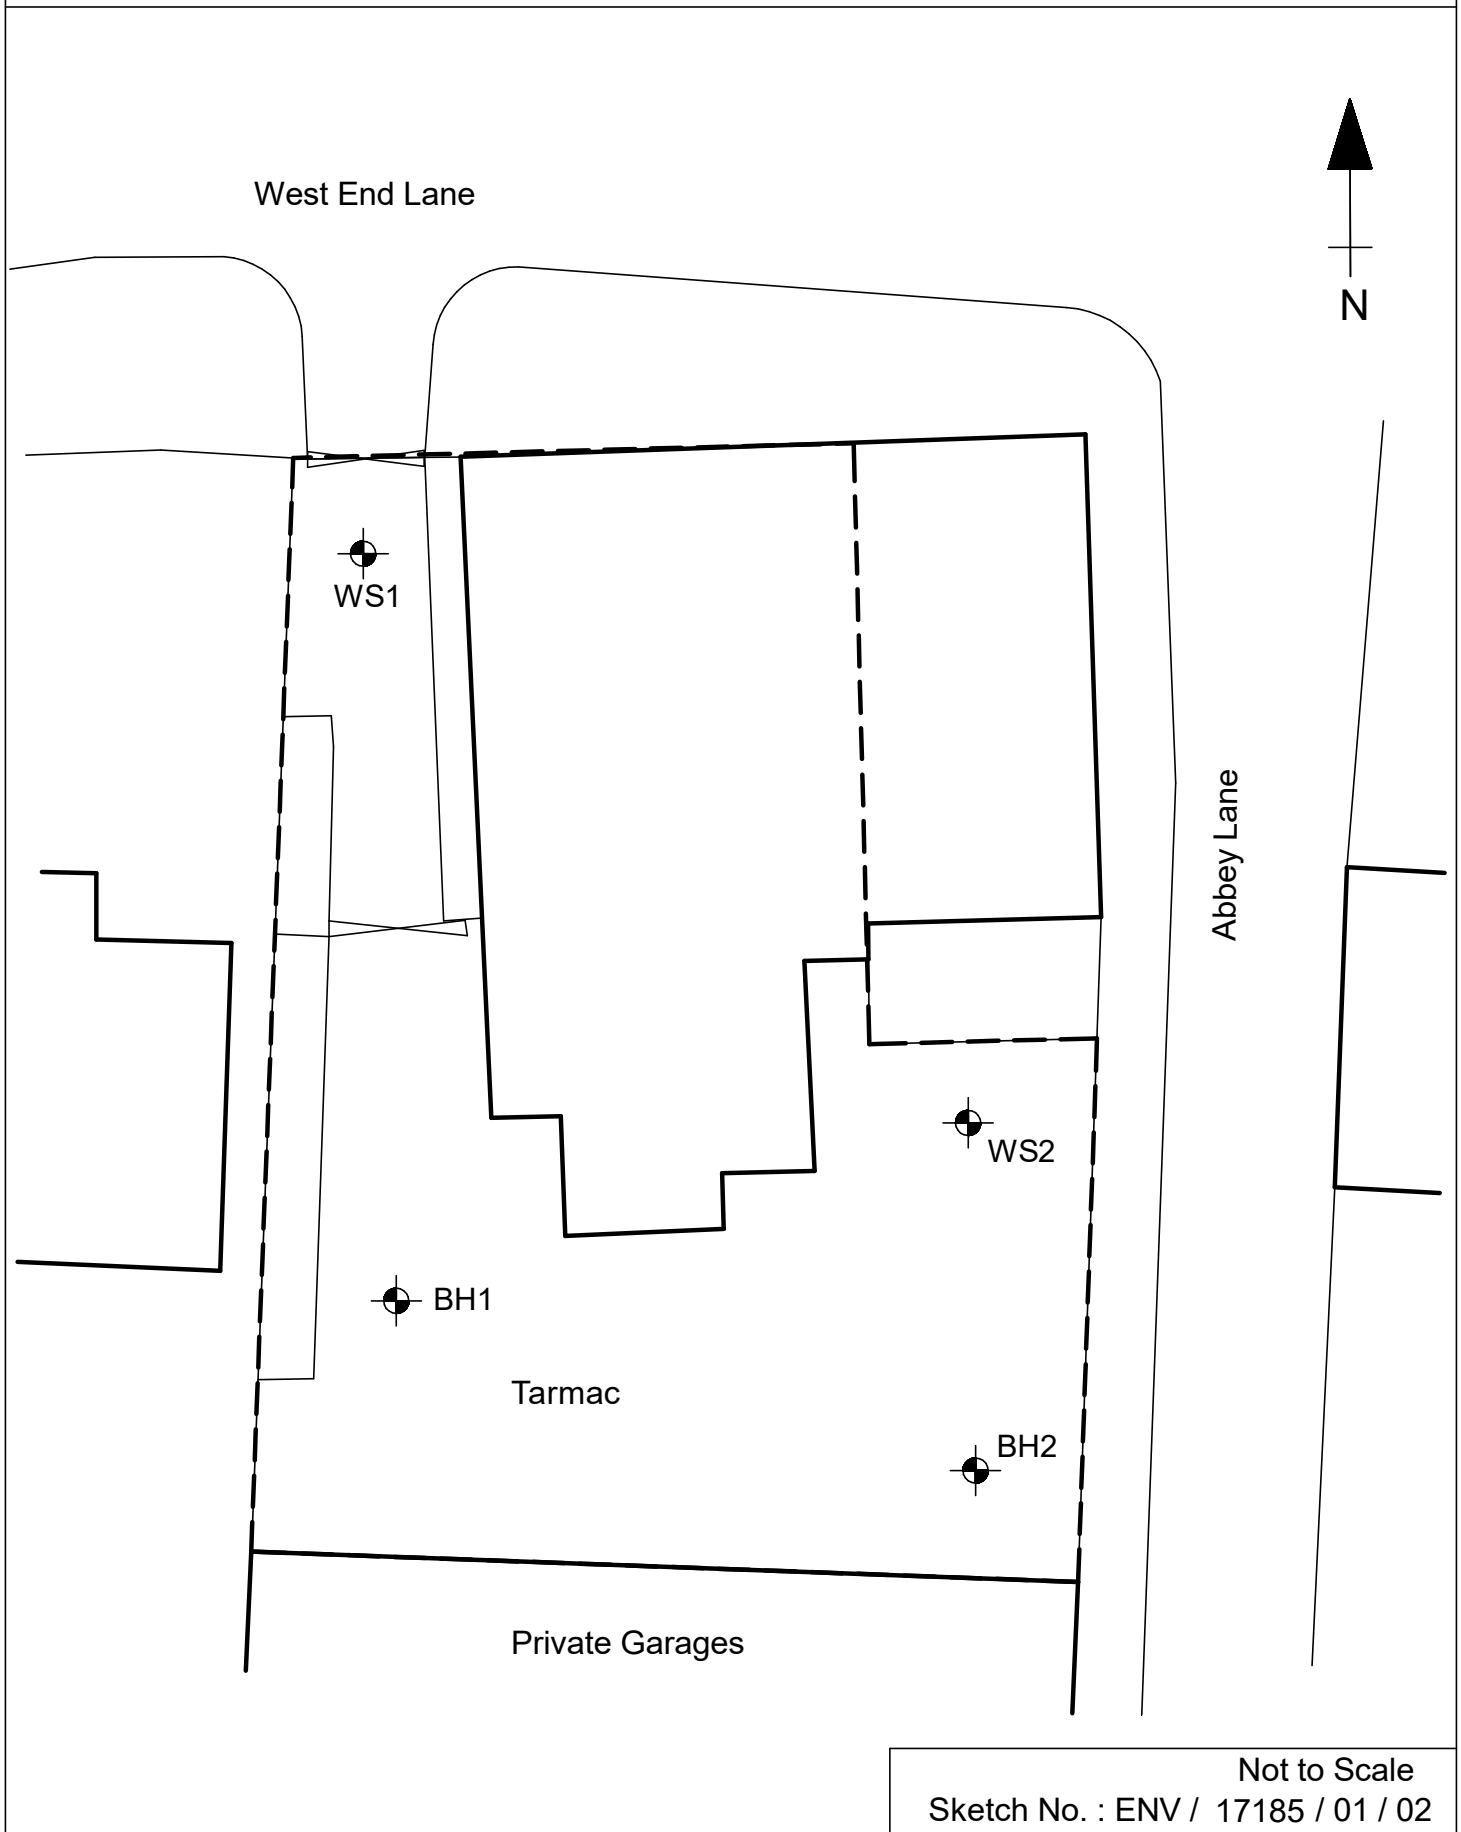 West End Lane
N
WS1
Abbey Lane
WS2
BH1
Tarmac
BH2
Private Garages
Not to Scale
Sketch No. : ENV / 17185 / 01 / 02